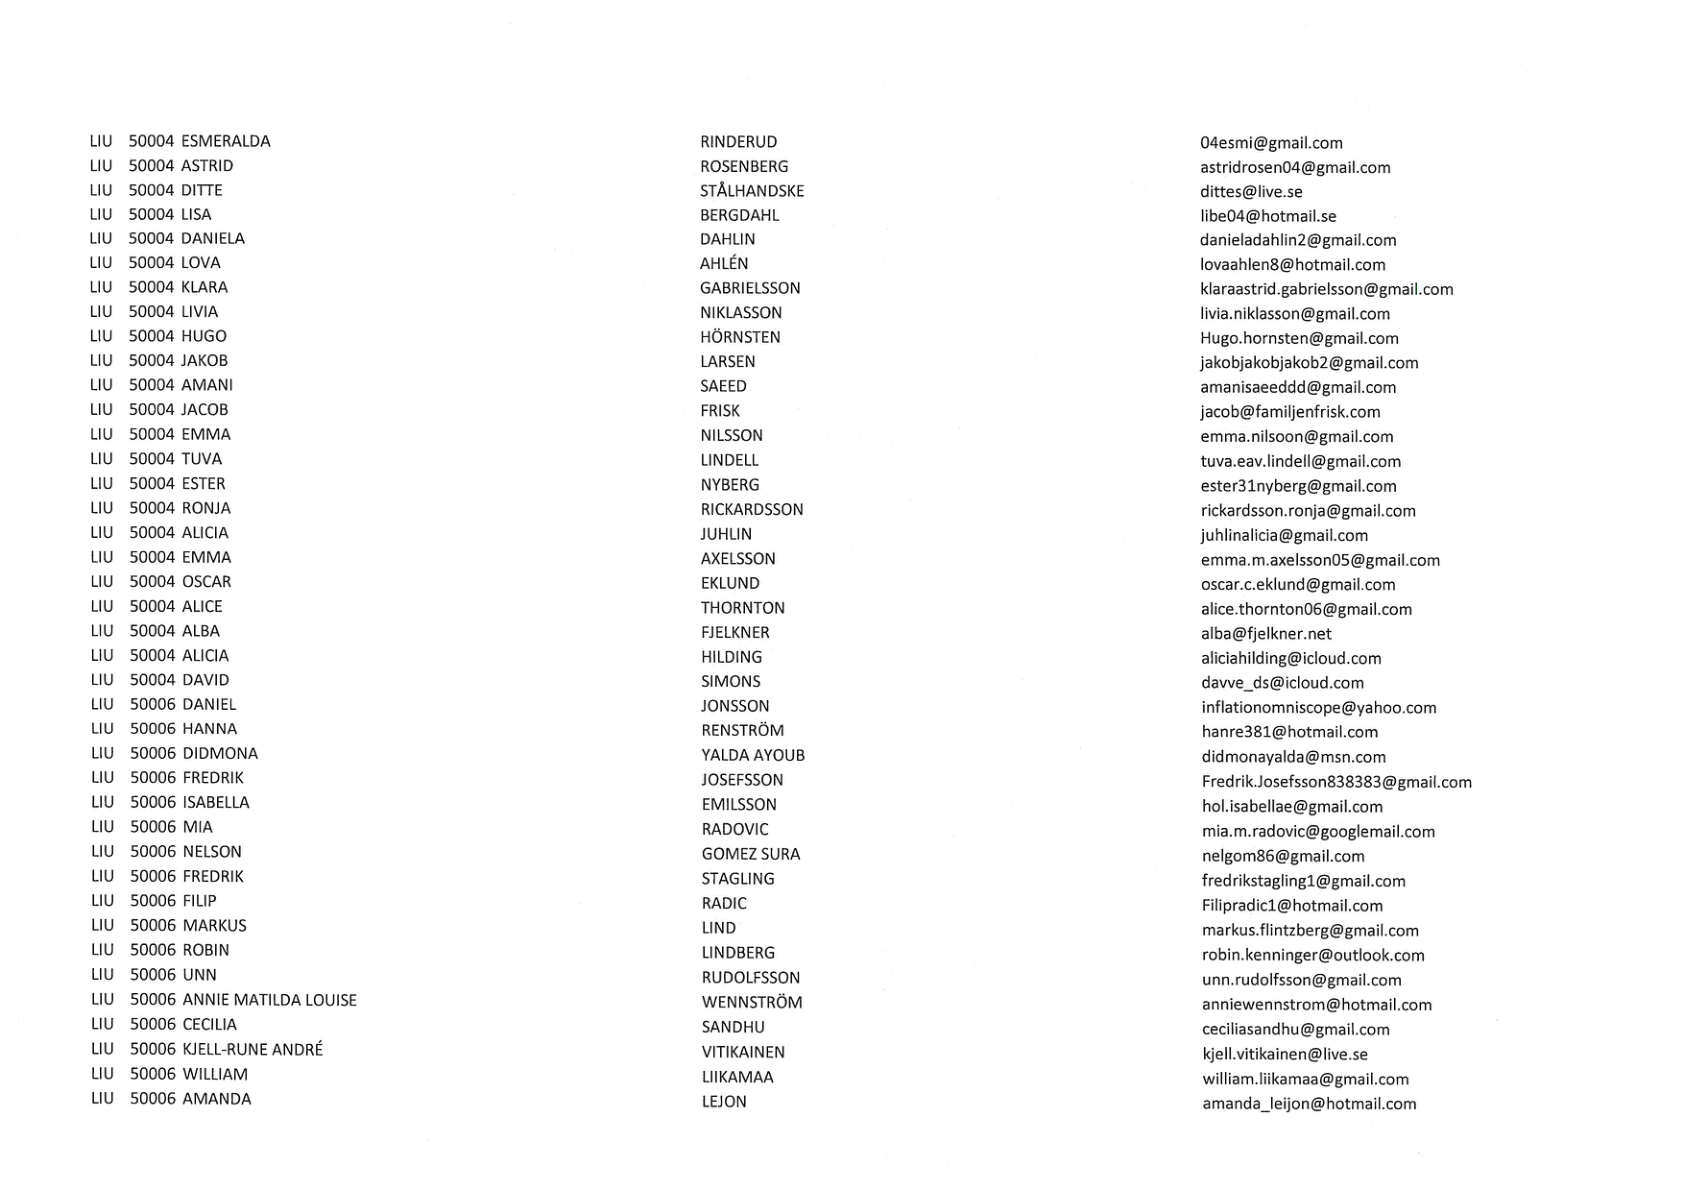 LIU 50004 ESMERALDA RINDERUD 04esmi@gmail.com
LIU 50004 ASTRID ROSENBERG astridrosen04@gmail.com
LIU 50004 DITTE STÅLHANDSKE dittes@live.se
LIU 50004 LISA BERGDAHL libe04@hotmail.se
LIU 50004 DANIELA DAHLIN danieladahlin2@gmail.com
LIU 50004 LOVA AHLÉN lovaahlen8@hotmail.com
LIU 50004 KLARA GABRIELSSON klaraastrid.gabrielsson@gmail.com
LIU 50004 LIVIA NIKLASSON livia.niklasson@gmail.com
LIU 50004 HUGO HÖRNSTEN Hugo.hornsten@gmail.com
LIU 50004 JAKOB LARSEN jakobjakobjakob2@gmail.com
LIU 50004 AMANI SAEED amanisaeeddd@gmail.com
LIU 50004 JACOB FRISK jacob@familjenfrisk.com
LIU 50004 EMMA NILSSON emma.nilsoon@gmail.com
LIU 50004 TUVA LINDELL tuva.eav.lindell@gmail.com
LIU 50004 ESTER NYBERG ester31nyberg@gmail.com
LIU 50004 RONJA RICKARDSSON rickardsson.ronja@gmail.com
LIU 50004 ALICIA JUHLIN juhlinalicia@gmail.com
LIU 50004 EMMA AXELSSON emma.m.axelsson05@gmail.com
LIU 50004 OSCAR EKLUND oscar.c.eklund@gmail.com
LIU 50004 ALICE THORNTON alice.thornton06@gmail.com
LIU 50004 ALBA FJELKNER alba@fjelkner.net
LIU 50004 ALICIA HILDING aliciahilding@icloud.com
LIU 50004 DAVID SIMONS davve_ds@icloud.com
LIU 50006 DANIEL JONSSON inflationomniscope@yahoo.com
LIU 50006 HANNA RENSTRÖM hanre381@hotmail.com
LIU 50006 DIDMONA YALDA AYOUB didmonayalda@msn.com
LIU 50006 FREDRIK JOSEFSSON Fredrik.Josefsson838383@gmail.com
LIU 50006 ISABELLA EMILSSON hol.isabellae@gmail.com
LIU 50006 MIA RADOVIC mia.m.radovic@googlemail.com
LIU 50006 NELSON GOMEZ SURA nelgom86@gmail.com
LIU 50006 FREDRIK STAGLING fredrikstagling1@gmail.com
LIU 50006 FILIP RADIC Filipradic1@hotmail.com
LIU 50006 MARKUS LIND markus.flintzberg@gmail.com
LIU 50006 ROBIN LINDBERG robin.kenninger@outlook.com
LIU 50006 UNN RUDOLFSSON unn.rudolfsson@gmail.com
LIU 50006 ANNIE MATILDA LOUISE WENNSTRÖM anniewennstrom@hotmail.com
LIU 50006 CECILIA SANDHU ceciliasandhu@gmail.com
LIU 50006 KJELL-RUNE ANDRÉ VITIKAINEN kjell.vitikainen@live.se
LIU 50006 WILLIAM LIIKAMAA william.liikamaa@gmail.com
LIU 50006 AMANDA LEJON amanda_leijon@hotmail.com